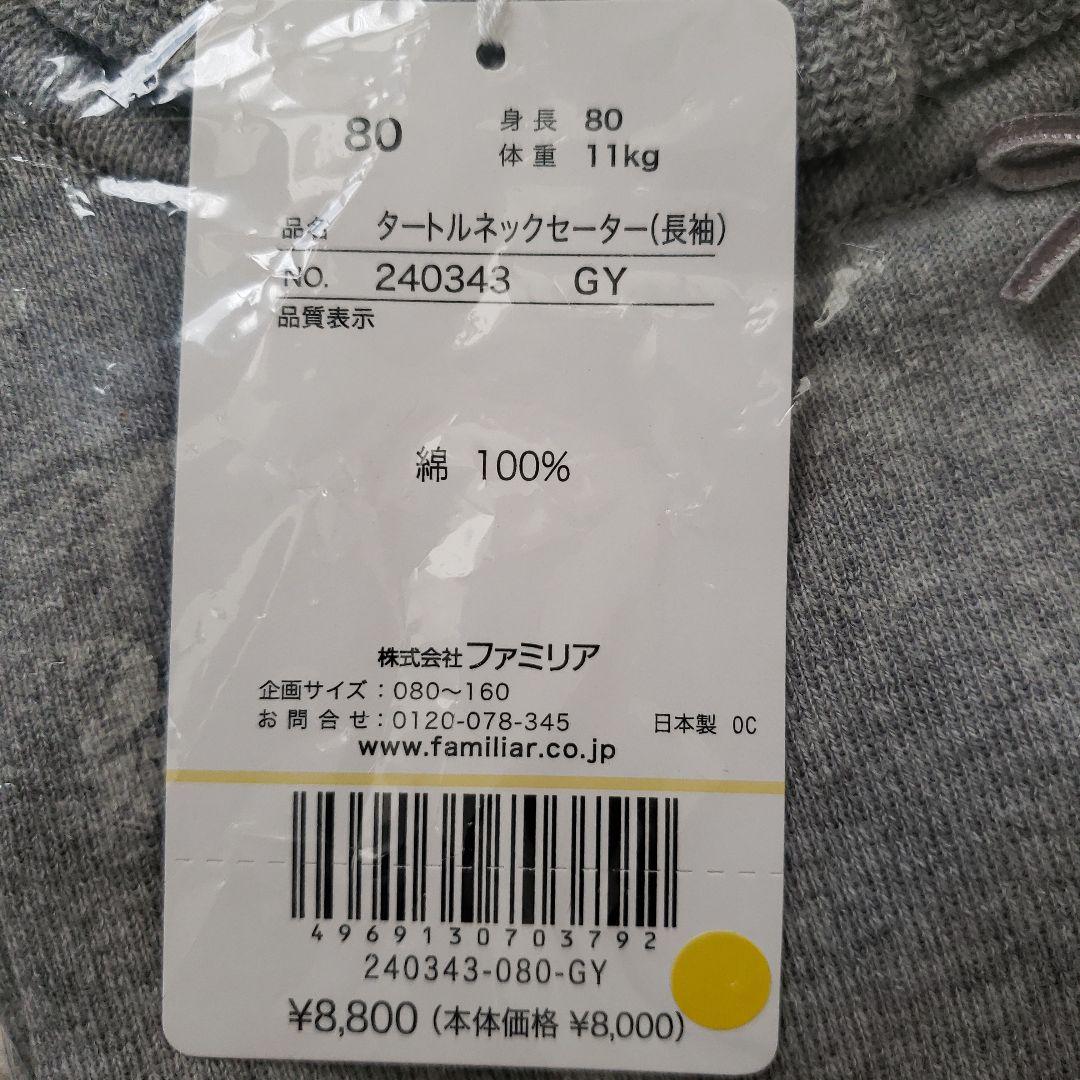 80
身長 80
体重 11kg
品名 タートルネックセーター(長袖)
NO. 240343 GY
品質表示
綿 100%
株式会社ファミリア
企画サイズ:080〜160
お問合せ:0120-078-345 日本製 OC
www.familiar.co.jp
4969130703792
240343-080-GY
¥8,800 (本体価格 ¥8,000)